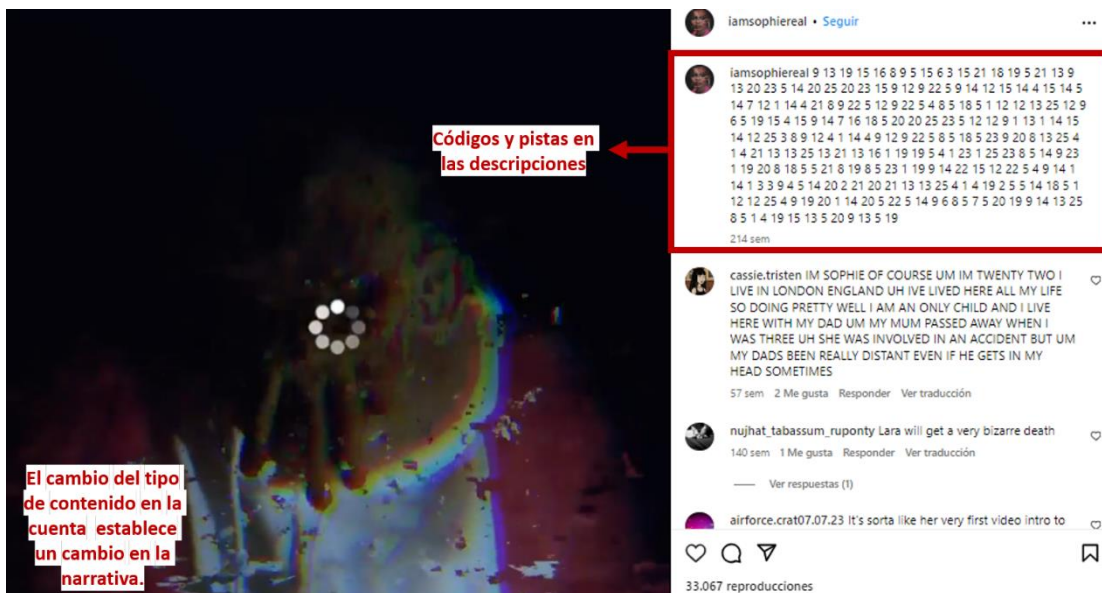 iamsophiereal • Seguir
iamsophiereal 9 13 19 15 16 8 9 5 15 6 3 15 21 18 19 5 21 13 9
13 20 23 5 14 20 25 20 23 15 9 12 9 22 5 9 14 12 15 14 4 15 14 5
14 7 12 1 14 4 21 8 9 22 5 12 9 22 5 4 8 5 18 5 1 12 12 13 25 12 9
6 5 19 15 4 15 9 14 7 16 18 5 20 20 25 23 5 12 12 9 1 13 1 14 15
14 12 25 3 8 9 12 4 1 14 4 9 12 9 22 5 8 5 18 5 23 9 20 8 13 25 4
1 4 21 13 13 25 13 21 13 16 1 19 19 5 4 1 23 1 25 23 8 5 14 9 23
1 19 20 8 18 5 5 21 8 19 8 5 23 1 19 9 14 22 15 12 22 5 4 9 14 1
14 1 3 3 9 4 5 14 20 2 21 20 21 13 13 25 4 1 4 19 2 5 5 14 18 5 1
12 12 25 4 9 19 20 1 14 20 5 22 5 14 9 6 8 5 7 5 20 19 9 14 13 25
8 5 1 4 19 15 13 5 20 9 13 5 19
214 sem
Códigos y pistas en
las descripciones
cassie.tristen IM SOPHIE OF COURSE UM IM TWENTY TWO I
LIVE IN LONDON ENGLAND UH IVE LIVED HERE ALL MY LIFE
SO DOING PRETTY WELL I AM AN ONLY CHILD AND I LIVE
HERE WITH MY DAD UM MY MUM PASSED AWAY WHEN I
WAS THREE UH SHE WAS INVOLVED IN AN ACCIDENT BUT UM
MY DADS BEEN REALLY DISTANT EVEN IF HE GETS IN MY
HEAD SOMETIMES
57 sem 2 Me gusta Responder Ver traducción
nujhat_tabassum_ruponty Lara will get a very bizarre death
140 sem 1 Me gusta Responder Ver traducción
Ver respuestas (1)
airforce.crat07.07.23 It's sorta like her very first video intro to
El cambio del tipo
de contenido en la
cuenta establece
un cambio en la
narrativa.
33.067 reproducciones